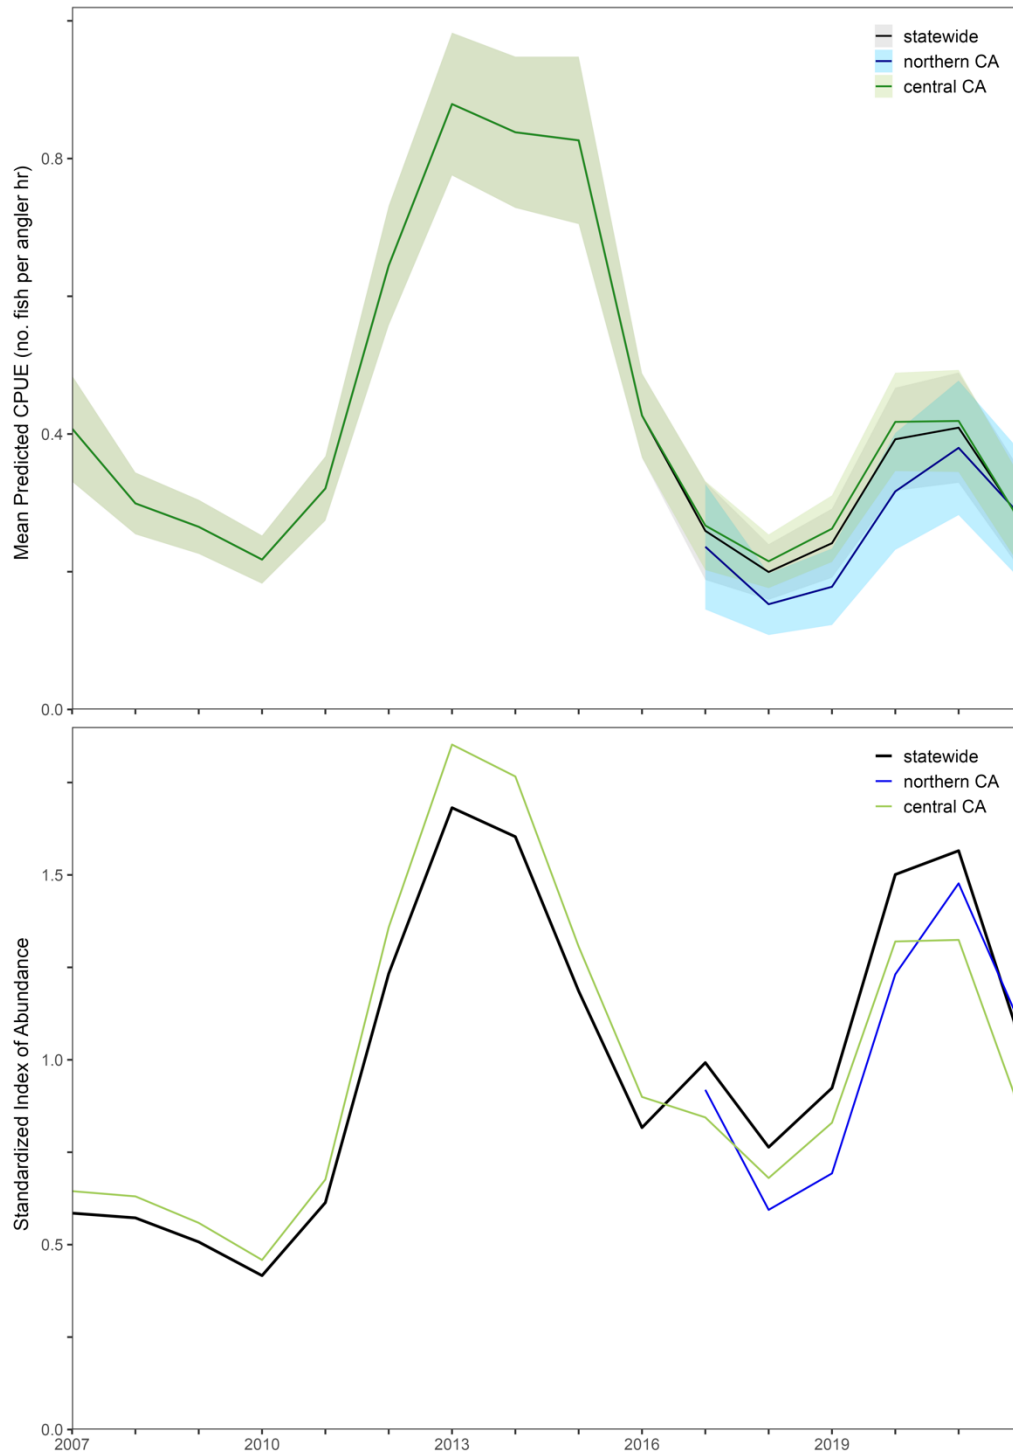 statewide
northern CA
central CA
Mean Predicted CPUE (no. fish per angler hr)
0.8
0.4
0.0
statewide
northern CA
central CA
Standardized Index of Abundance
1.5
1.0
0.5
0.0
2007 2010 2013 2016 2019